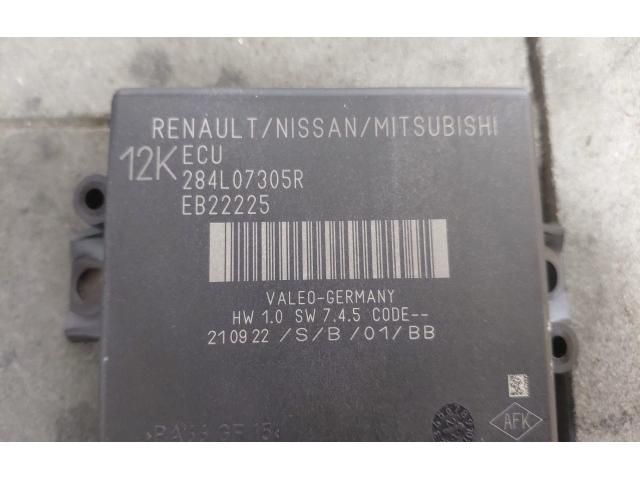 RENAULT/NISSAN/MITSUBISHI
12K ECU
284L07305R
EB22225
VALEO-GERMANY
HW 1.0 SW 7.4.5 CODE--
210922 /S/B/01/BB
AFK